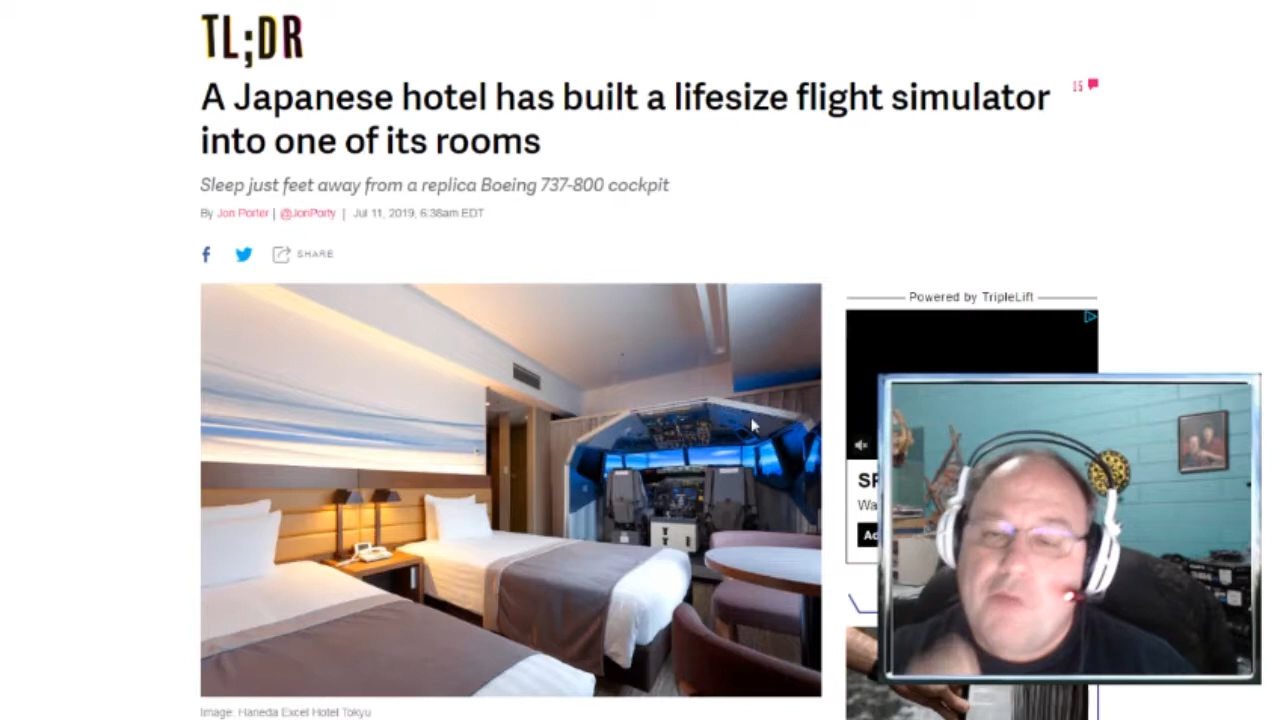 TL;DR
A Japanese hotel has built a lifesize flight simulator
into one of its rooms
15
Sleep just feet away from a replica Boeing 737-800 cockpit
By Jon Porter | @JonPorty | Jul 11, 2019, 6:38am EDT
SHARE
Powered by TripleLift
Image: Haneda Excel Hotel Tokyu